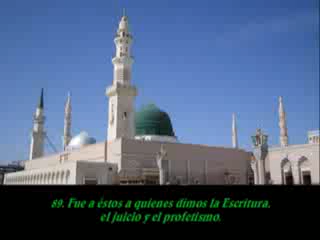 89. Fue a éstos a quienes dimos la Escritura,
el juicio y el profetismo.